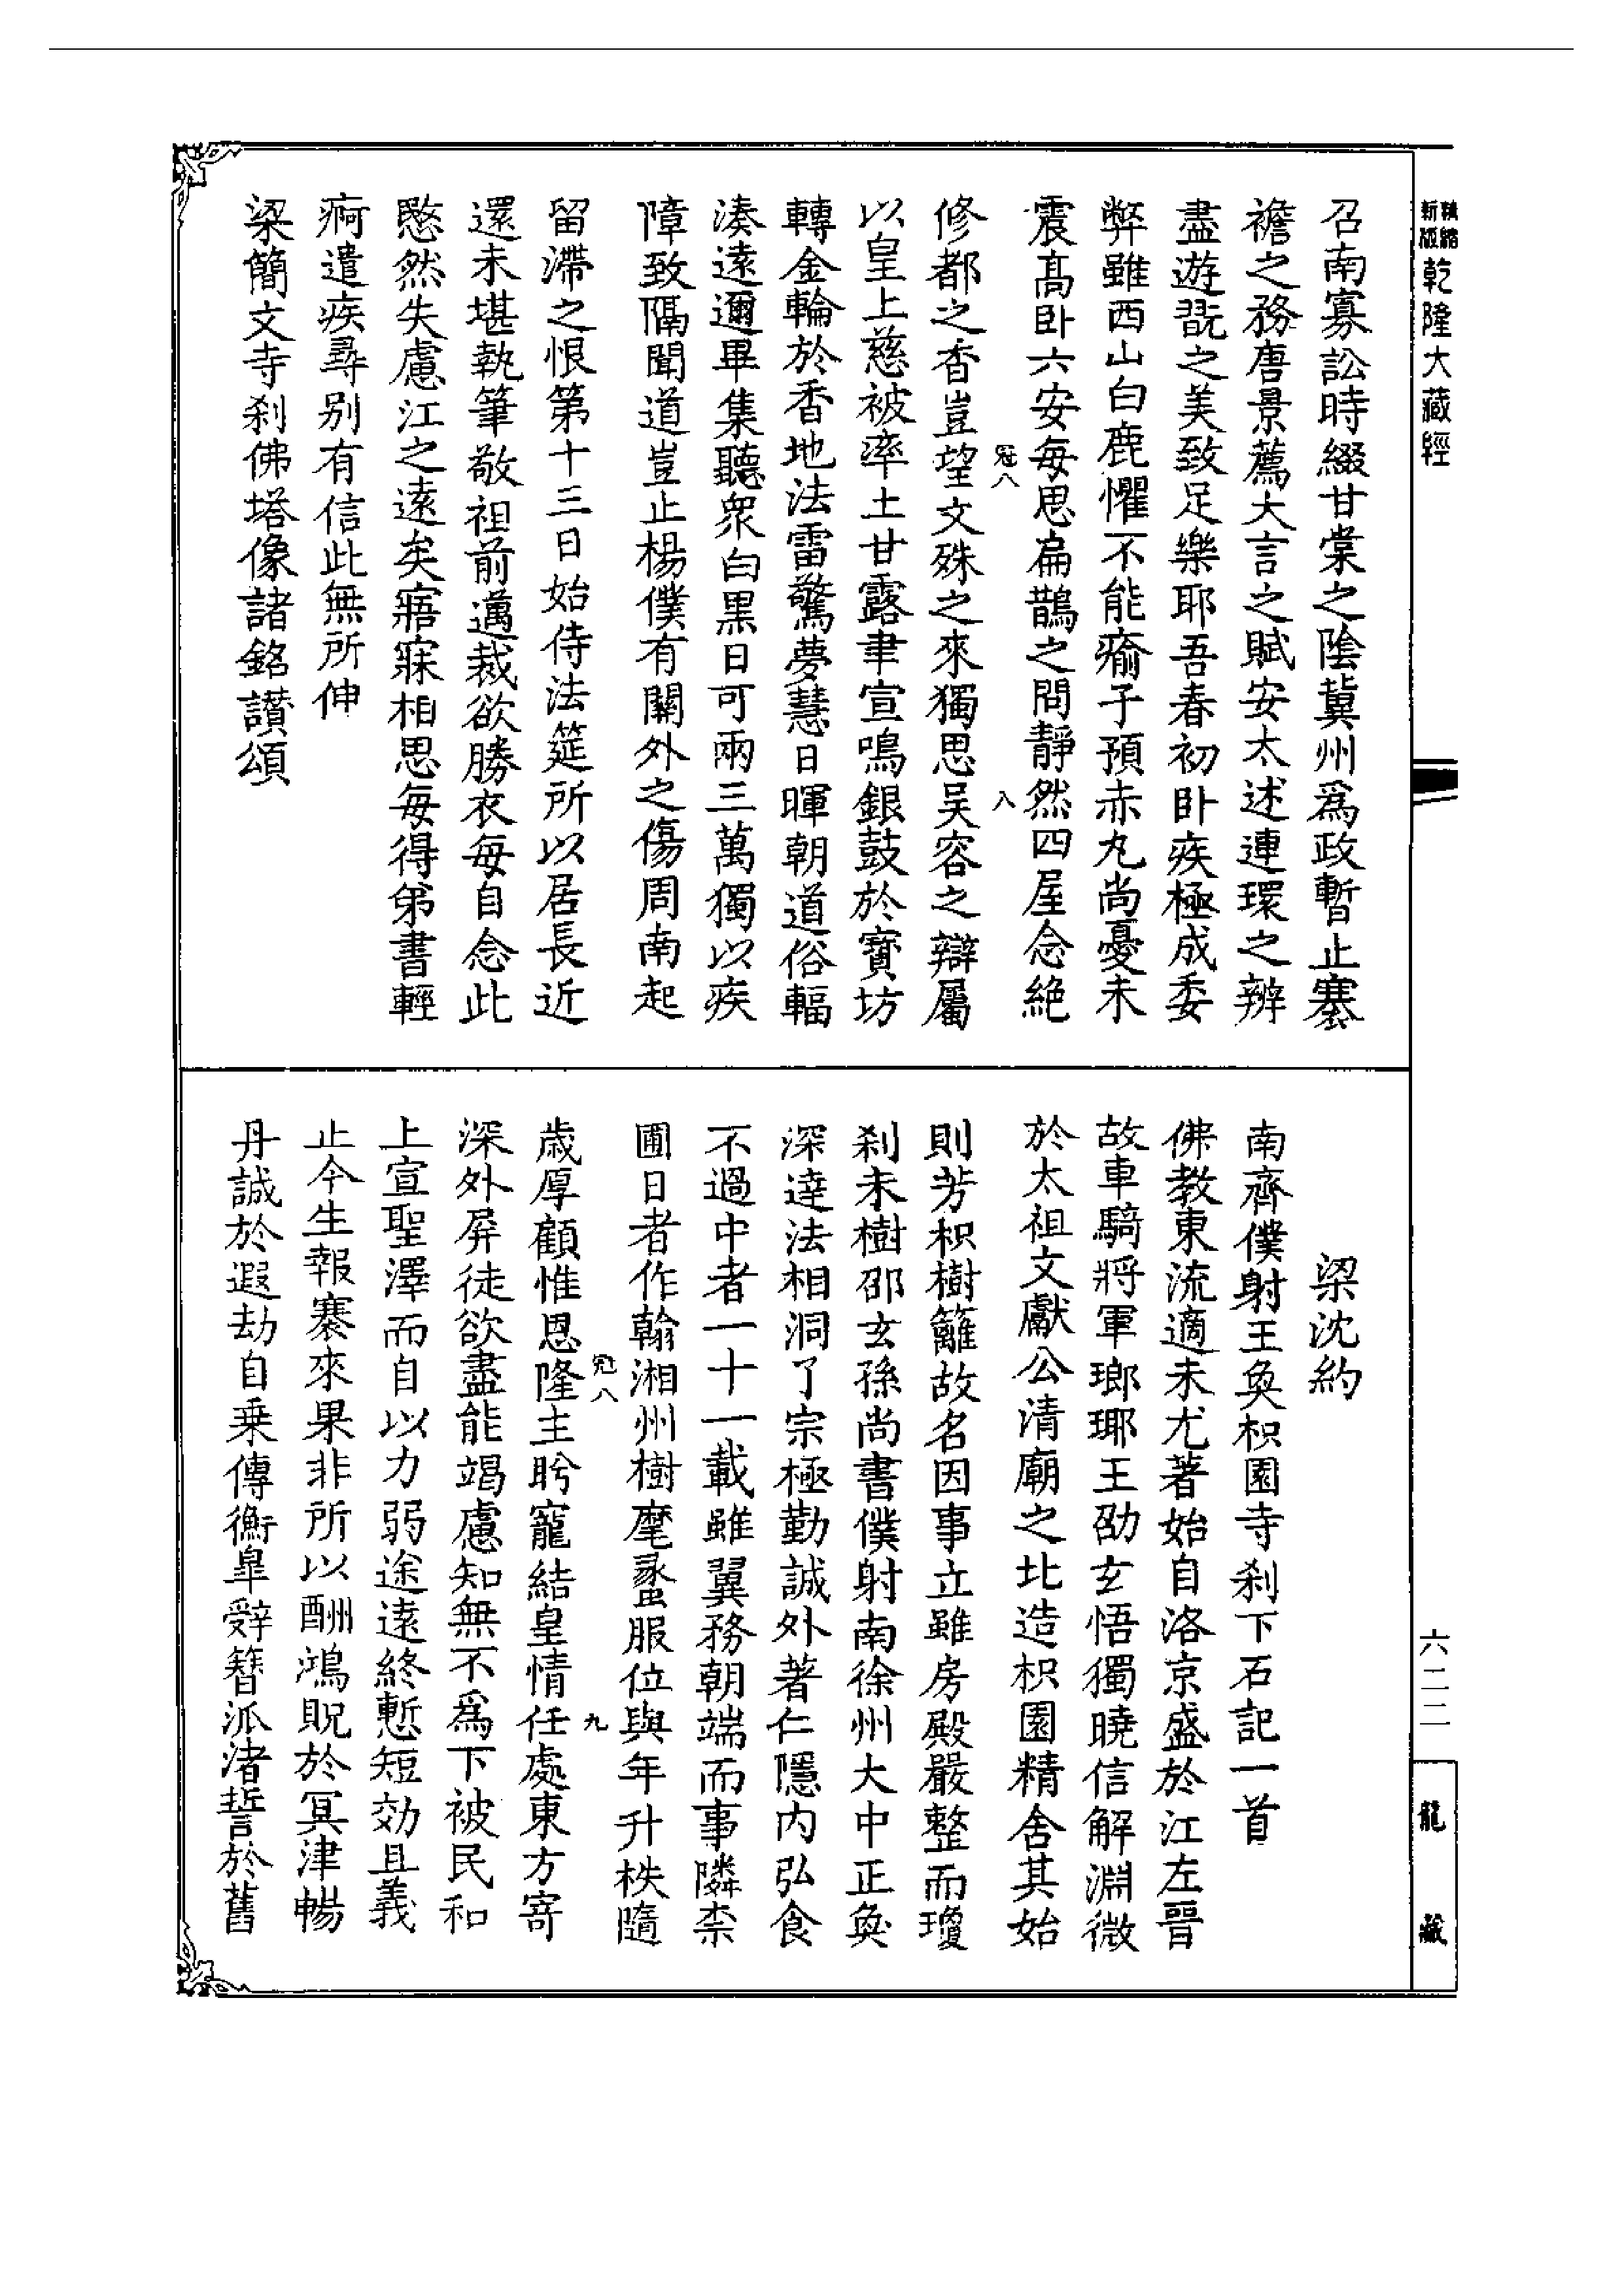 精縮
新版
乾隆大藏經
召南寡訟時綴甘棠之陰冀州爲政暫止褰
襜之務唐景薦大言之賦安太述連環之辨
盡遊翫之美致足樂耶吾春初卧疾極成委
弊雖西山白鹿懼不能瘉子預赤丸尚憂未
震高卧六安每思扁鵲之問靜然四屋念絶
八
八
修都之香豈望文殊之來獨思吴容之辯屬
以皇上慈被率土甘露聿宣鳴銀鼓於寶坊
轉金輪於香地法雷驚夢慧日暉朝道俗輻
湊遠邇畢集聽衆白黑日可兩三萬獨以疾
障致隔聞道豈止楊僕有關外之傷周南起
留滯之恨第十三日始侍法筵所以居長近
還未堪執筆敬祖前邁裁欲勝衣每自念此
愍然失慮江之遠矣寤寐相思每得第書輕
痾遣疾尋别有信此無所伸
梁簡文寺刹佛塔像諸銘讃頌
梁沈約
南齊僕射王奐枳園寺刹下石記一首
佛教東流適未尤著始自洛京盛於江左晉
故車騎將軍瑯琊王劭玄悟獨曉信解淵微
於太祖文獻公清廟之北造枳園精舍其始
則芳枳樹籬故名因事立雖房殿嚴整而瓊
刹未樹邵玄孫尚書僕射南徐州大中正奐
深達法相洞了宗極勤誠外著仁隱内弘食
不過中者一十一載雖翼務朝端而事隣柰
圃日者作翰湘州樹麾蠡服位與年升秩隨
八
九
歳厚顧惟恩隆主盻寵結皇情任處東方寄
深外屏徒欲盡能竭慮知無不爲下被民和
上宣聖澤而自以力弱途遠終慙短効且義
止今生報褰來果非所以酬鴻貺於冥津暢
丹誠於遐劫自乘傳衡皐辭簪派渚誓於舊
六二二
龍藏